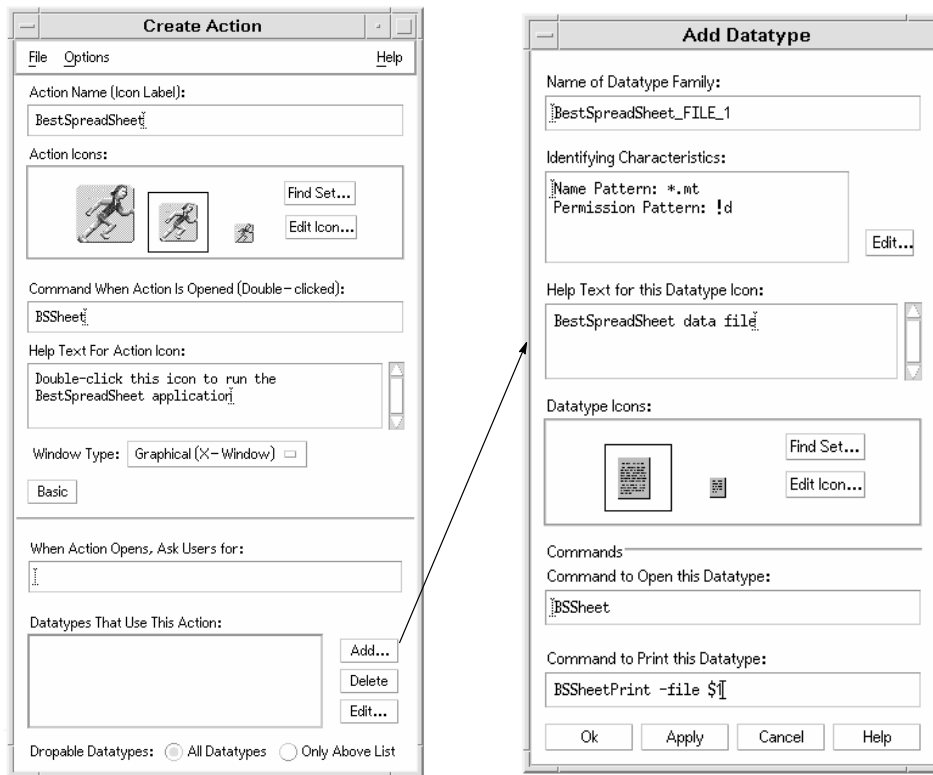 Create Action
File Options Help
Action Name (Icon Label):
BestSpreadSheet
Action Icons:
Find Set...
Edit Icon...
Command When Action Is Opened (Double-clicked):
BSSheet
Help Text For Action Icon:
Double-click this icon to run the
BestSpreadSheet application
Window Type: Graphical (X-Window)
Basic
When Action Opens, Ask Users for:
Datatypes That Use This Action:
Add...
Delete
Edit...
Dropable Datatypes: All Datatypes Only Above List
Add Datatype
Name of Datatype Family:
BestSpreadSheet_FILE_1
Identifying Characteristics:
Name Pattern: *.mt
Permission Pattern: !d
Edit...
Help Text for this Datatype Icon:
BestSpreadSheet data file
Datatype Icons:
Find Set...
Edit Icon...
Commands
Command to Open this Datatype:
BSSheet
Command to Print this Datatype:
BSSheetPrint -file $1
Ok Apply Cancel Help